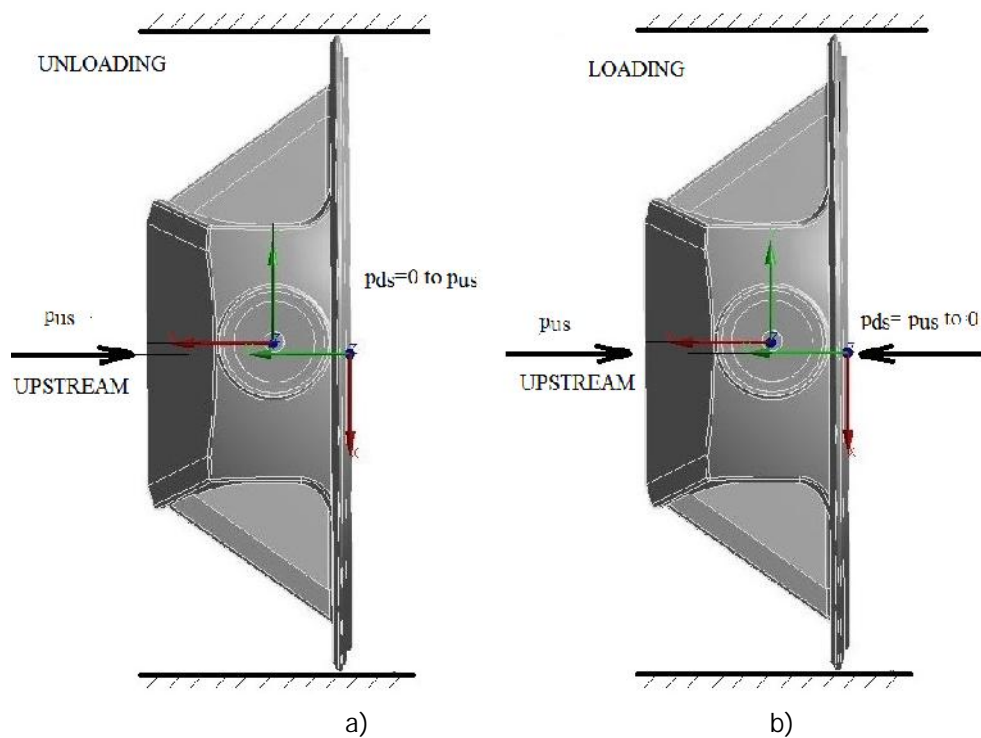 UNLOADING
pds=0 to pus
pus
UPSTREAM
a)
LOADING
pds= pus to 0
pus
UPSTREAM
x
b)